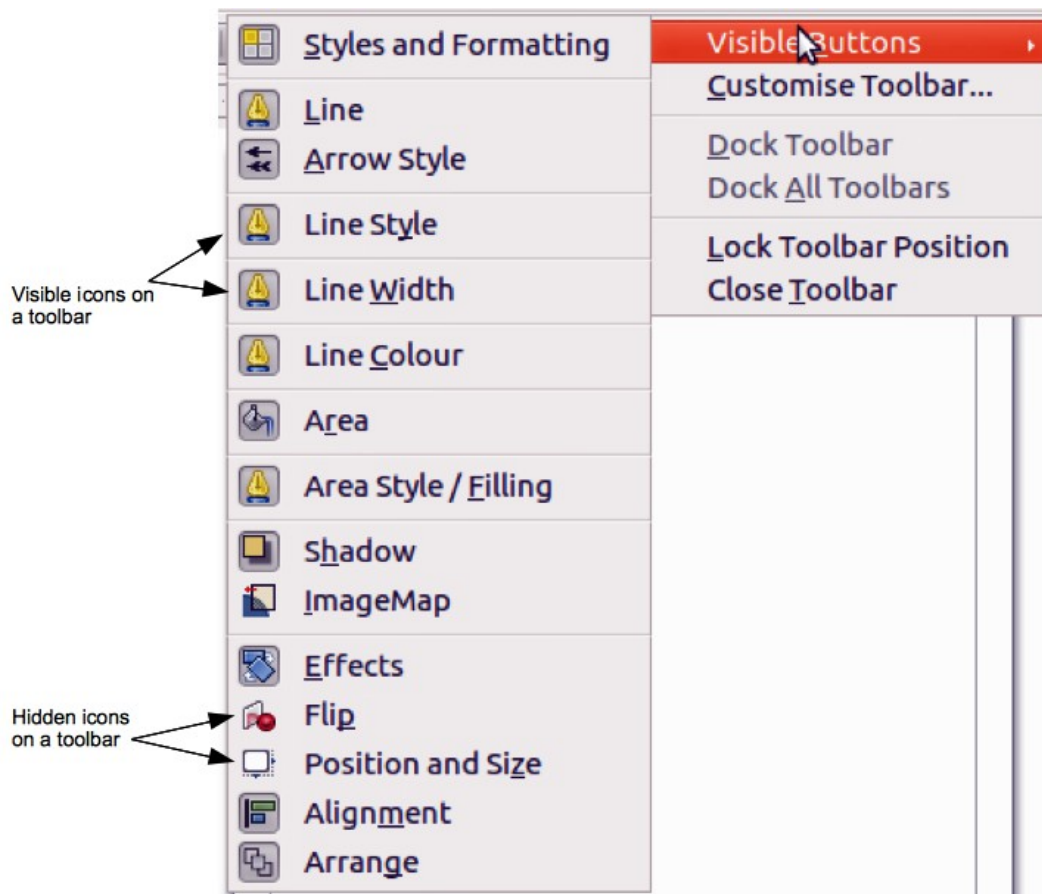 Styles and Formatting
Line
Arrow Style
Line Style
Line Width
Line Colour
Area
Area Style / Filling
Shadow
ImageMap
Effects
Flip
Position and Size
Alignment
Arrange
Visible Buttons
Customise Toolbar...
Dock Toolbar
Dock All Toolbars
Lock Toolbar Position
Close Toolbar
Visible icons on
a toolbar
Hidden icons
on a toolbar